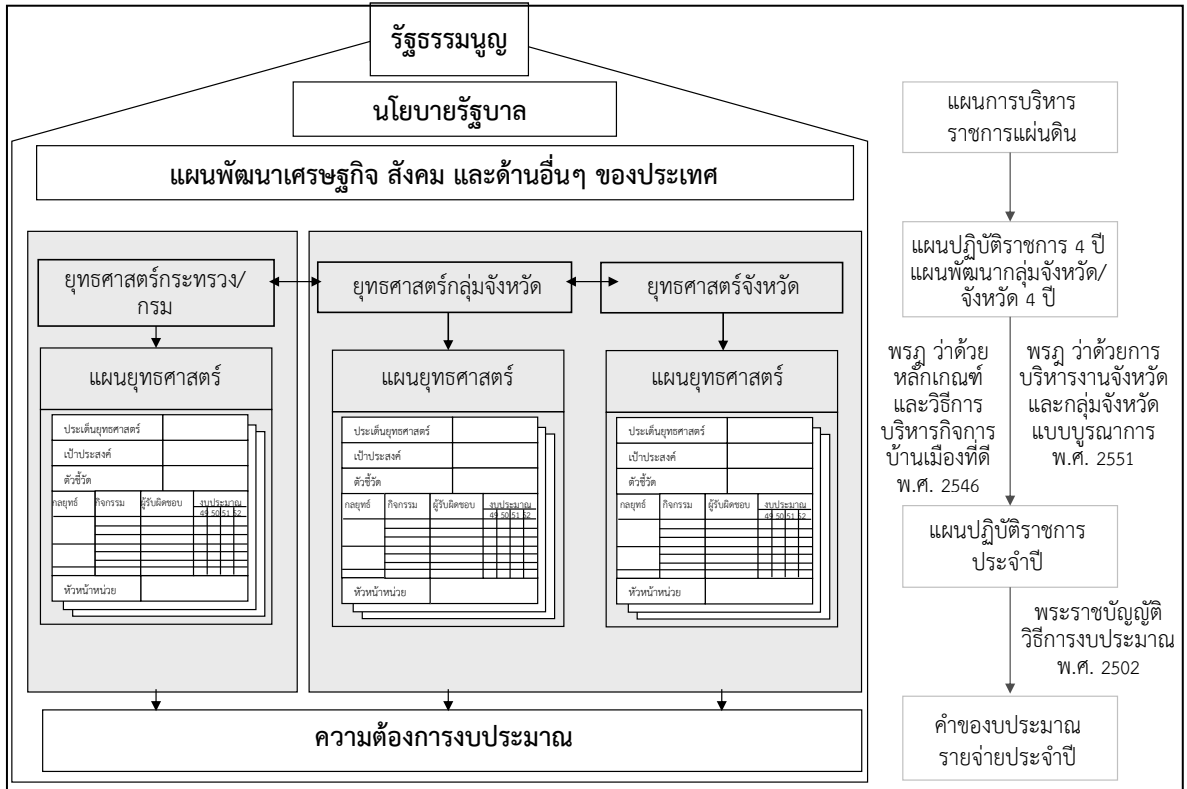 รัฐธรรมนูญ
นโยบายรัฐบาล
แผนพัฒนาเศรษฐกิจ สังคม และด้านอื่นๆ ของประเทศ
ยุทธศาสตร์กระทรวง/
กรม
ยุทธศาสตร์กลุ่มจังหวัด
ยุทธศาสตร์จังหวัด
แผนยุทธศาสตร์
ประเด็นยุทธศาสตร์
เป้าประสงค์
ตัวชี้วัด
กลยุทธ์ กิจกรรม ผู้รับผิดชอบ งบประมาณ
49 50 51 52
หัวหน้าหน่วย
แผนยุทธศาสตร์
ประเด็นยุทธศาสตร์
เป้าประสงค์
ตัวชี้วัด
กลยุทธ์ กิจกรรม ผู้รับผิดชอบ งบประมาณ
49 50 51 52
หัวหน้าหน่วย
แผนยุทธศาสตร์
ประเด็นยุทธศาสตร์
เป้าประสงค์
ตัวชี้วัด
กลยุทธ์ กิจกรรม ผู้รับผิดชอบ งบประมาณ
49 50 51 52
หัวหน้าหน่วย
ความต้องการงบประมาณ
แผนการบริหาร
ราชการแผ่นดิน
แผนปฏิบัติราชการ 4 ปี
แผนพัฒนากลุ่มจังหวัด/
จังหวัด 4 ปี
พรฎ ว่าด้วย
หลักเกณฑ์
และวิธีการ
บริหารกิจการ
บ้านเมืองที่ดี
พ.ศ. 2546
พรฎ ว่าด้วยการ
บริหารงานจังหวัด
และกลุ่มจังหวัด
แบบบูรณาการ
พ.ศ. 2551
แผนปฏิบัติราชการ
ประจำปี
พระราชบัญญัติ
วิธีการงบประมาณ
พ.ศ. 2502
คำของบประมาณ
รายจ่ายประจำปี